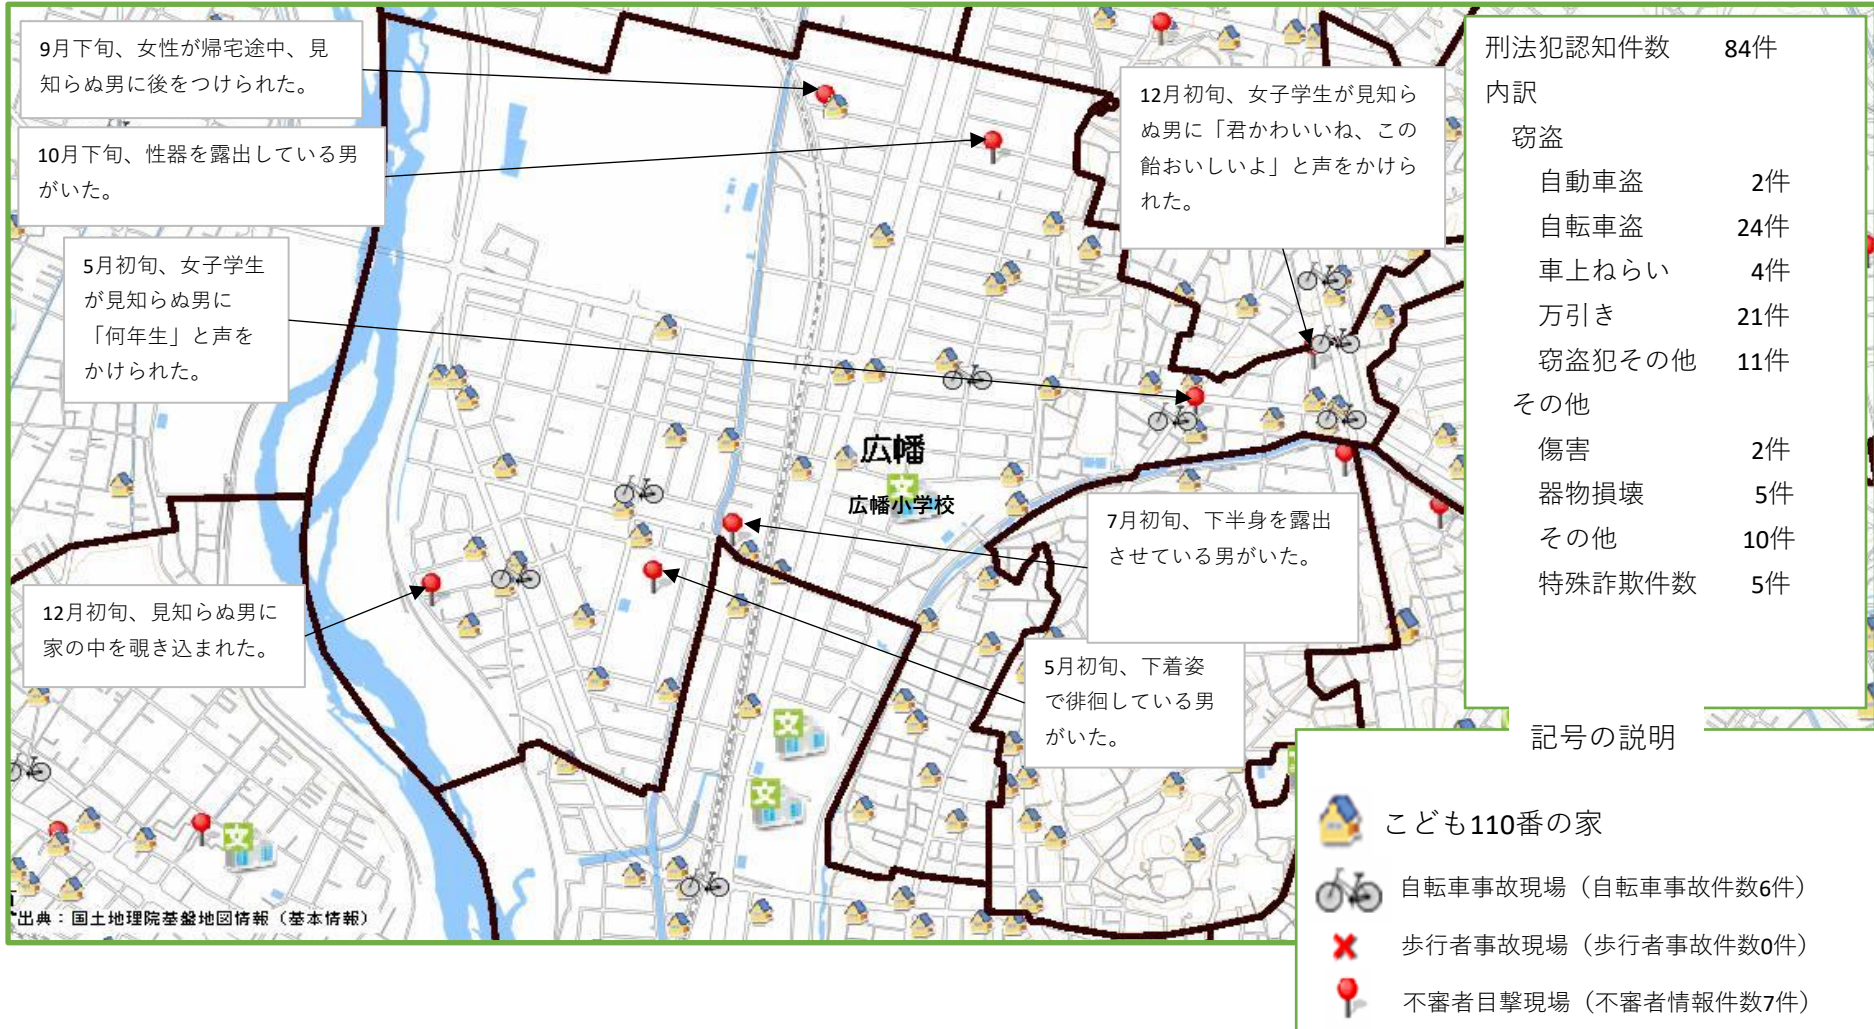 9月下旬、女性が帰宅途中、見
知らぬ男に後をつけられた。
10月下旬、性器を露出している男
がいた。
5月初旬、女子学生
が見知らぬ男に
「何年生」と声を
かけられた。
12月初旬、女子学生が見知ら
ぬ男に「君かわいいね、この
飴おいしいよ」と声をかけら
れた。
広幡
文
広幡小学校
7月初旬、下半身を露出
させている男がいた。
12月初旬、見知らぬ男に
家の中を覗き込まれた。
5月初旬、下着姿
で徘徊している男
がいた。
文
文
文
出典：国土地理院基盤地図情報（基本情報）
刑法犯認知件数 84件
内訳
窃盗
自動車盗 2件
自転車盗 24件
車上ねらい 4件
万引き 21件
窃盗犯その他 11件
その他
傷害 2件
器物損壊 5件
その他 10件
特殊詐欺件数 5件
記号の説明
こども110番の家
自転車事故現場（自転車事故件数6件）
歩行者事故現場（歩行者事故件数0件）
不審者目撃現場（不審者情報件数7件）